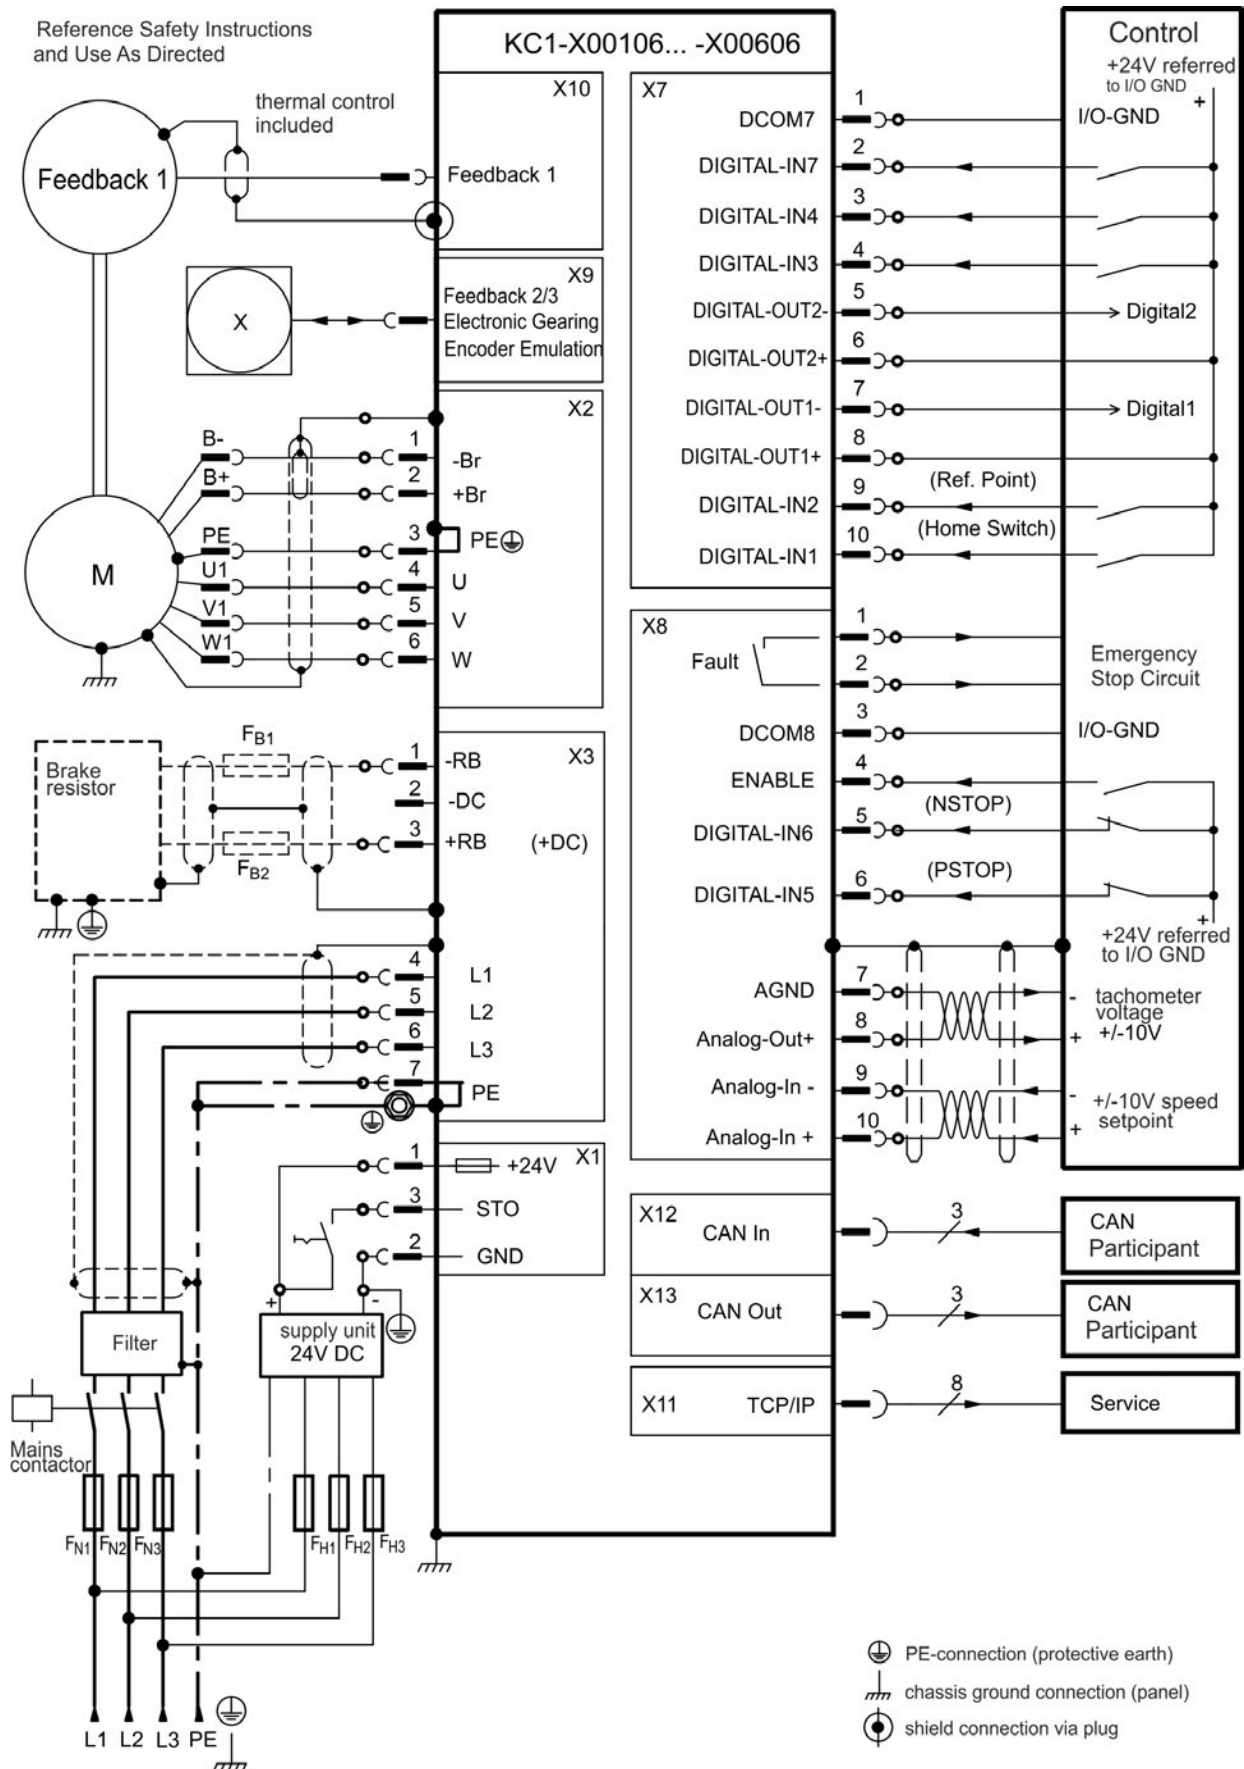 Reference Safety Instructions
and Use As Directed
KC1-X00106... -X00606
Control
+24V referred
to I/O GND
+
thermal control
included
Feedback 1
X10
Feedback 1
X
X9
Feedback 2/3
Electronic Gearing
Encoder Emulation
X2
B- 1 -Br
B+ 2 +Br
PE 3 PE
U1 4 U
V1 5 V
W1 6 W
M
X3
Brake
resistor
FB1
FB2
1 -RB
2 -DC
3 +RB (+DC)
4 L1
5 L2
6 L3
7 PE
X1
1 +24V
3 STO
2 GND
+ -
supply unit
24V DC
Filter
Mains
contactor
FN1 FN2 FN3
FH1 FH2 FH3
L1 L2 L3 PE
X7
DCOM7 1 I/O-GND
DIGITAL-IN7 2
DIGITAL-IN4 3
DIGITAL-IN3 4
DIGITAL-OUT2- 5 Digital2
DIGITAL-OUT2+ 6
DIGITAL-OUT1- 7 Digital1
DIGITAL-OUT1+ 8
DIGITAL-IN2 9 (Ref. Point)
DIGITAL-IN1 10 (Home Switch)
X8
Fault 1
2
Emergency
Stop Circuit
DCOM8 3 I/O-GND
ENABLE 4
DIGITAL-IN6 5 (NSTOP)
DIGITAL-IN5 6 (PSTOP)
+
+24V referred
to I/O GND
AGND 7 -
Analog-Out+ 8 +
tachometer
voltage
+/-10V
Analog-In - 9 -
Analog-In + 10 +
+/-10V speed
setpoint
X12
CAN In 3
CAN
Participant
X13
CAN Out 3
CAN
Participant
X11 TCP/IP 8 Service
PE-connection (protective earth)
chassis ground connection (panel)
shield connection via plug